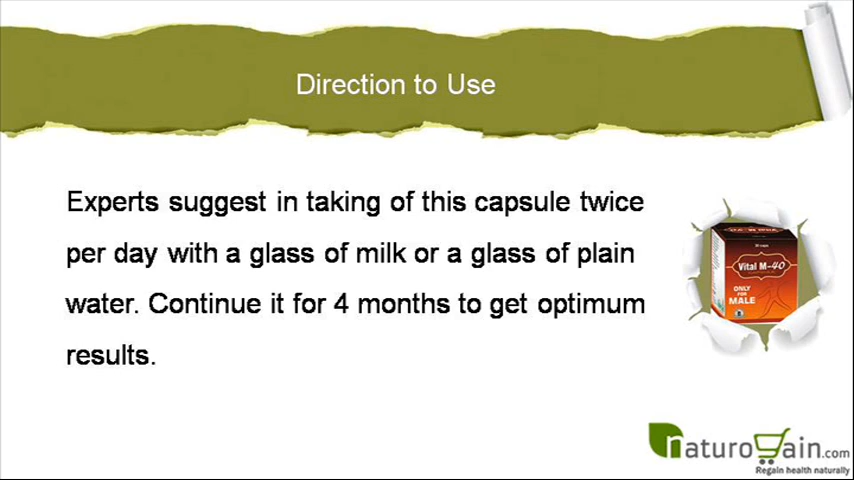 Direction to Use
Experts suggest in taking of this capsule twice
per day with a glass of milk or a glass of plain
water. Continue it for 4 months to get optimum
results.
Vital M-40
ONLY
FOR
MALE
naturogain.com
Regain health naturally